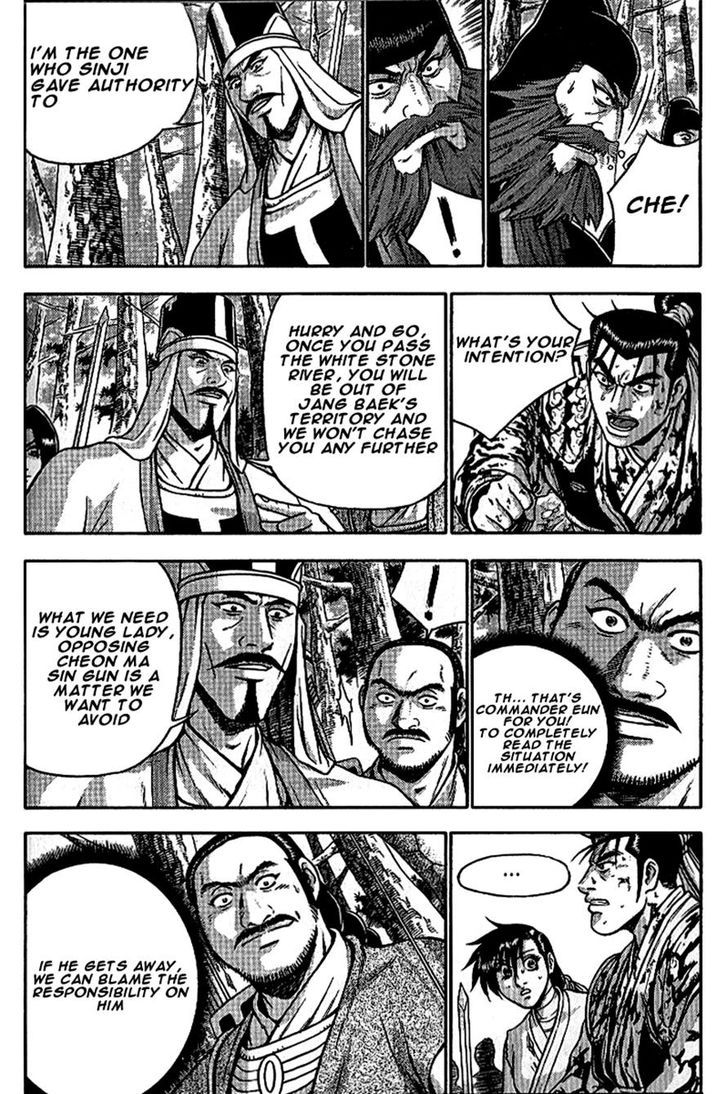 I'M THE ONE
WHO SINJI
GAVE AUTHORITY
TO
!
CHE!
HURRY AND GO,
ONCE YOU PASS
THE WHITE STONE
RIVER, YOU WILL
BE OUT OF
JANG BAEK'S
TERRITORY AND
WE WON'T CHASE
YOU ANY FURTHER
WHAT'S YOUR
INTENTION?
WHAT WE NEED
IS YOUNG LADY,
OPPOSING
CHEON MA
SIN GUN IS A
MATTER WE
WANT TO
AVOID
!
TH... THAT'S
COMMANDER EUN
FOR YOU!
TO COMPLETELY
READ THE
SITUATION
IMMEDIATELY!
IF HE GETS AWAY,
WE CAN BLAME THE
RESPONSIBILITY ON
HIM
...